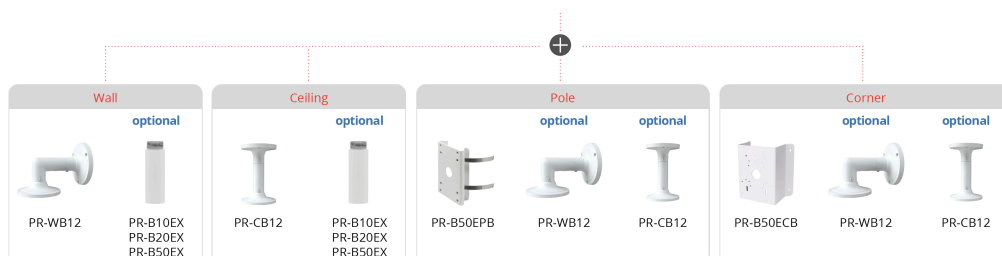 Wall
Ceiling
Pole
Corner
optional
optional
optional
optional
optional
optional
PR-WB12
PR-B10EX
PR-B20EX
PR-B50EX
PR-CB12
PR-B10EX
PR-B20EX
PR-B50EX
PR-B50EPB
PR-WB12
PR-CB12
PR-B50ECB
PR-WB12
PR-CB12